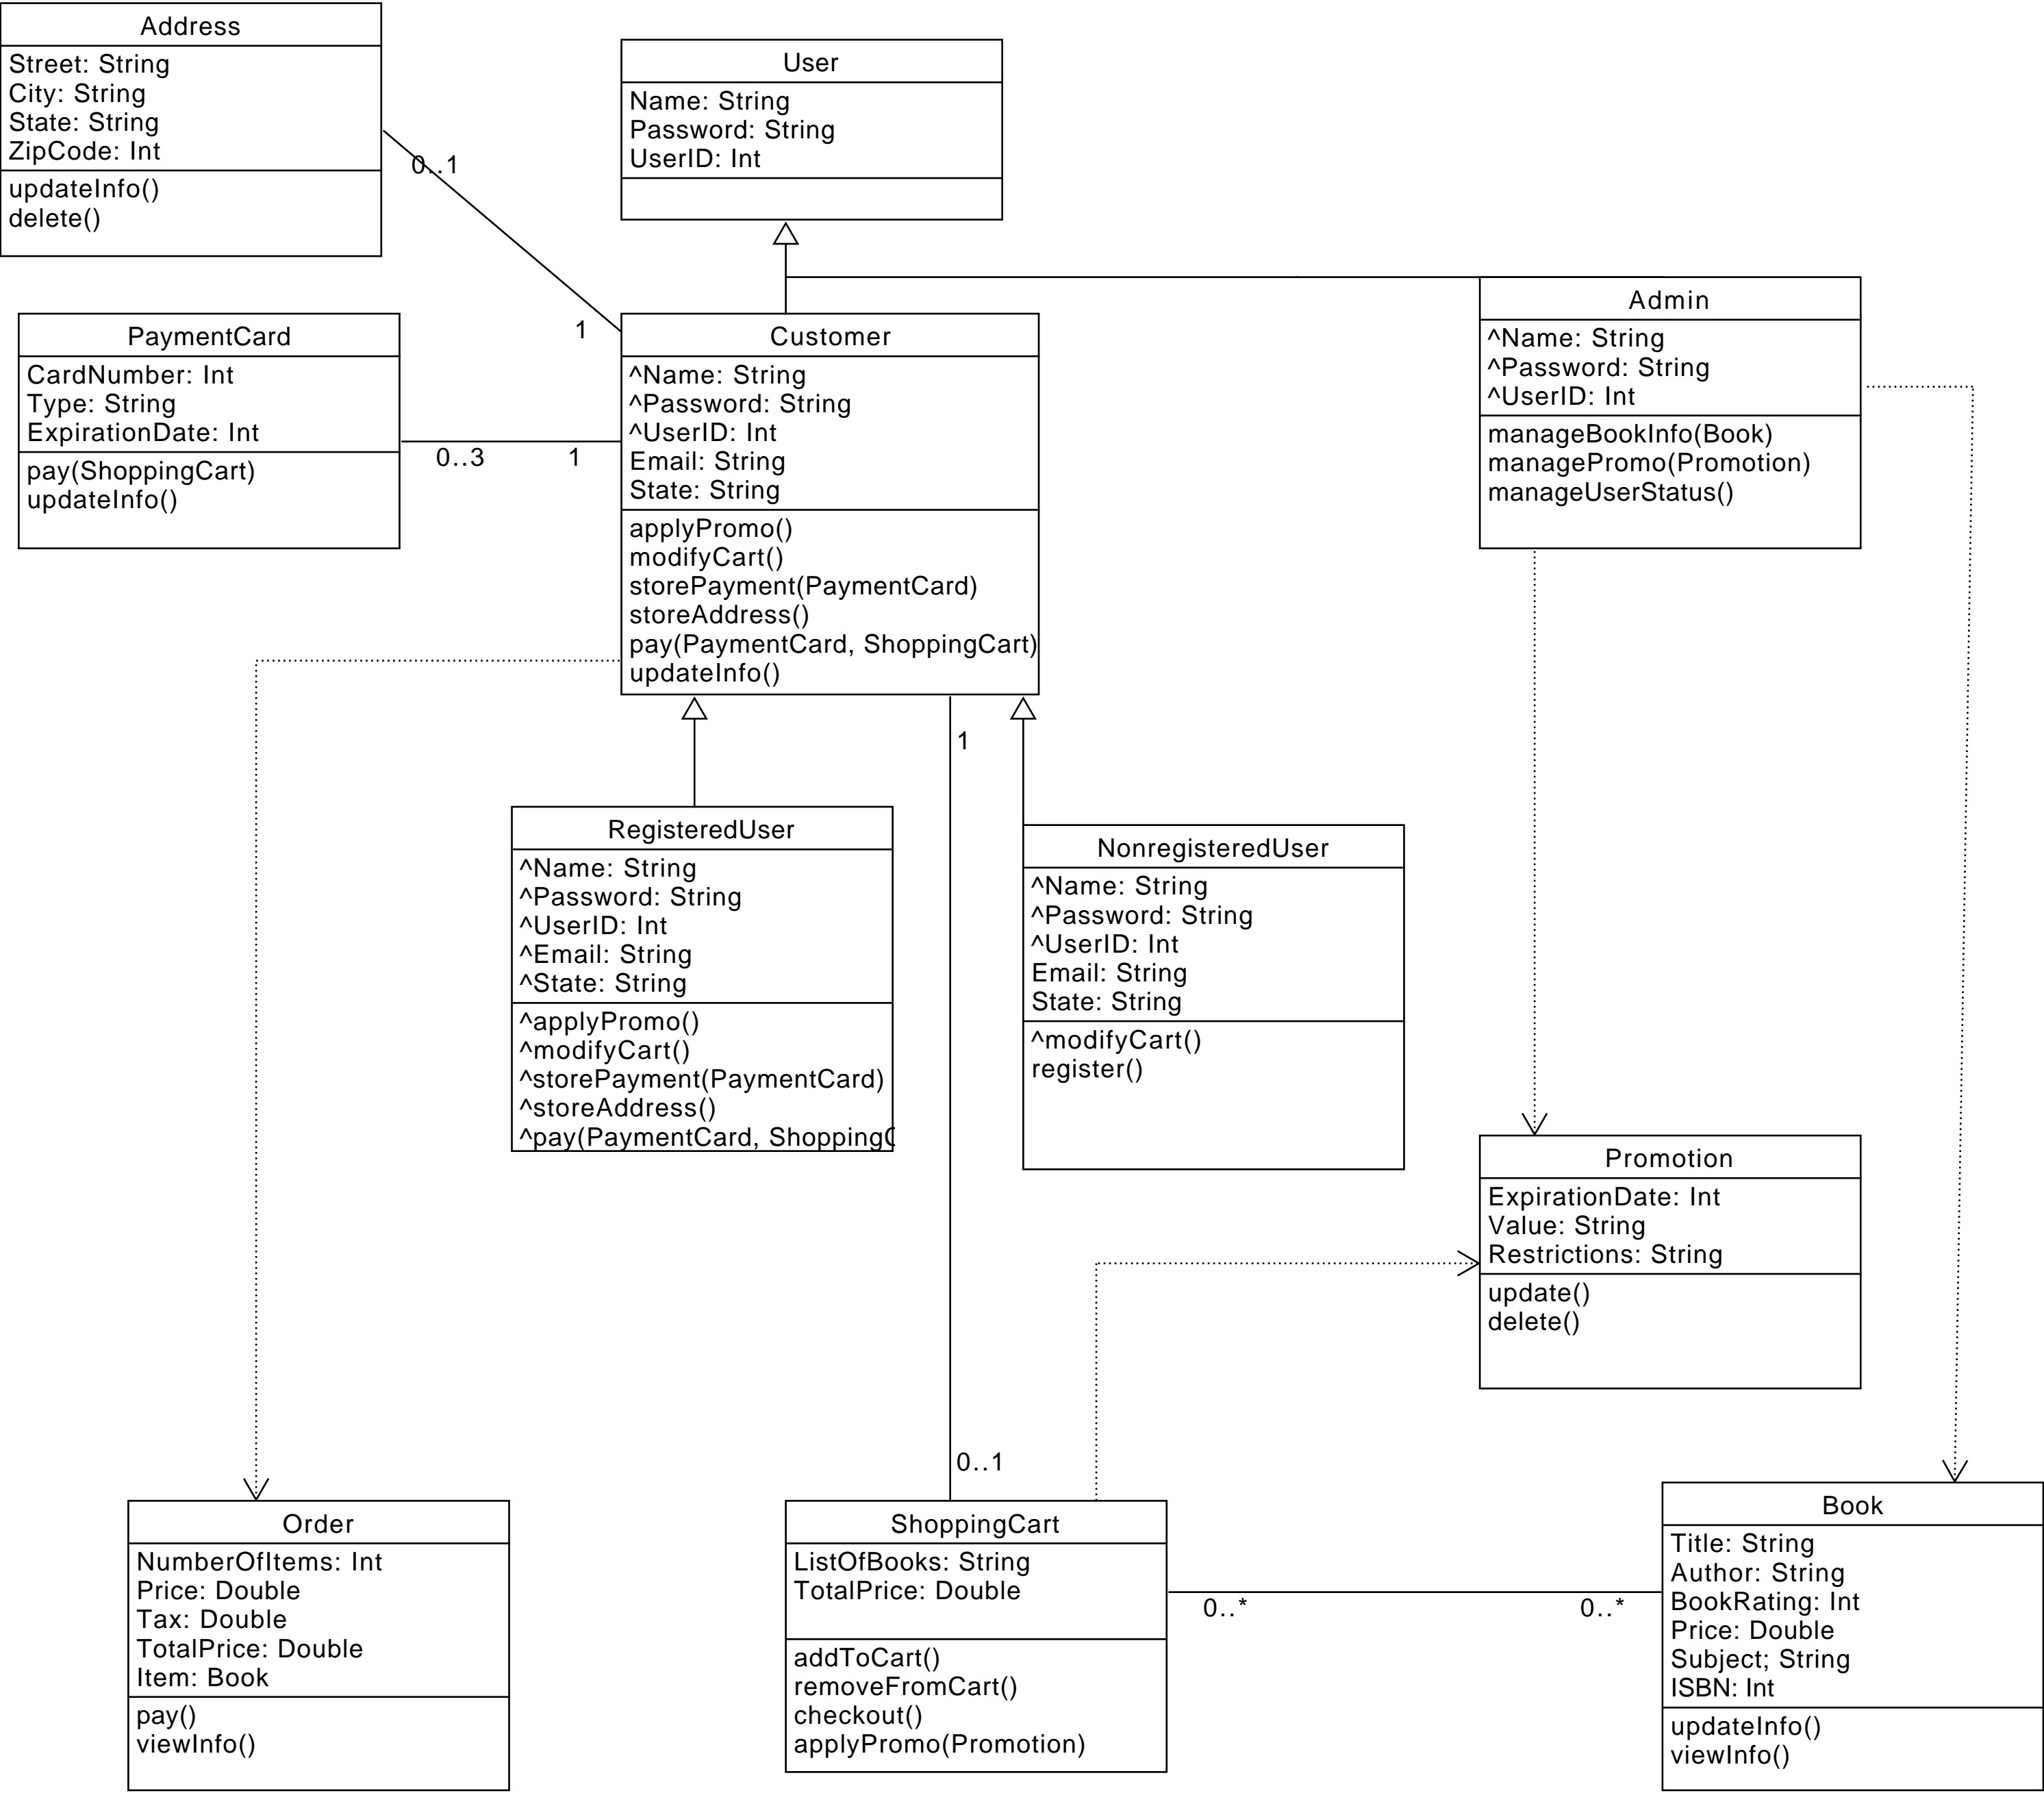 Address
Street: String
City: String
State: String
ZipCode: Int
updateInfo()
delete()
User
Name: String
Password: String
UserID: Int
0..1
1
PaymentCard
CardNumber: Int
Type: String
ExpirationDate: Int
pay(ShoppingCart)
updateInfo()
0..3
1
Customer
^Name: String
^Password: String
^UserID: Int
Email: String
State: String
applyPromo()
modifyCart()
storePayment(PaymentCard)
storeAddress()
pay(PaymentCard, ShoppingCart)
updateInfo()
Admin
^Name: String
^Password: String
^UserID: Int
manageBookInfo(Book)
managePromo(Promotion)
manageUserStatus()
1
RegisteredUser
^Name: String
^Password: String
^UserID: Int
^Email: String
^State: String
^applyPromo()
^modifyCart()
^storePayment(PaymentCard)
^storeAddress()
^pay(PaymentCard, Shopping
NonregisteredUser
^Name: String
^Password: String
^UserID: Int
Email: String
State: String
^modifyCart()
register()
Promotion
ExpirationDate: Int
Value: String
Restrictions: String
update()
delete()
0..1
Order
NumberOfItems: Int
Price: Double
Tax: Double
TotalPrice: Double
Item: Book
pay()
viewInfo()
ShoppingCart
ListOfBooks: String
TotalPrice: Double
addToCart()
removeFromCart()
checkout()
applyPromo(Promotion)
0..*
0..*
Book
Title: String
Author: String
BookRating: Int
Price: Double
Subject; String
ISBN: Int
updateInfo()
viewInfo()